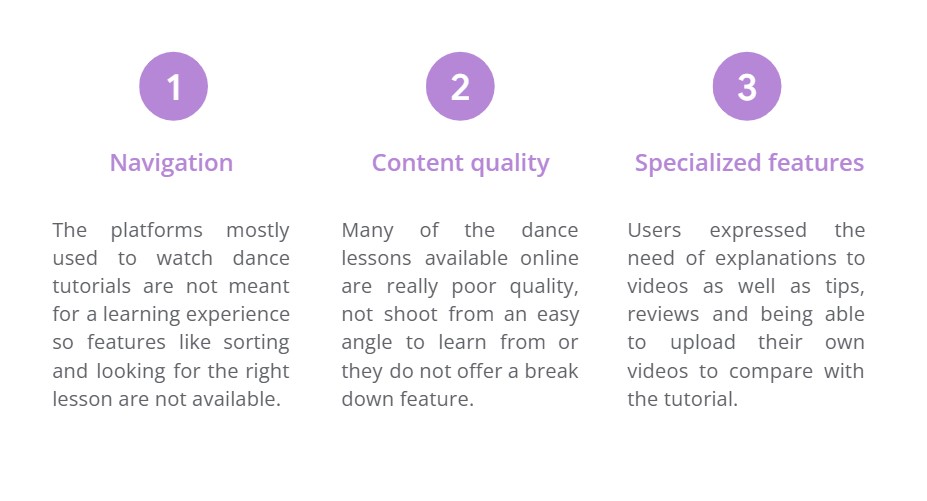 1
Navigation
The platforms mostly
used to watch dance
tutorials are not meant
for a learning experience
so features like sorting
and looking for the right
lesson are not available.
2
Content quality
Many of the dance
lessons available online
are really poor quality,
not shoot from an easy
angle to learn from or
they do not offer a break
down feature.
3
Specialized features
Users expressed the
need of explanations to
videos as well as tips,
reviews and being able
to upload their own
videos to compare with
the tutorial.